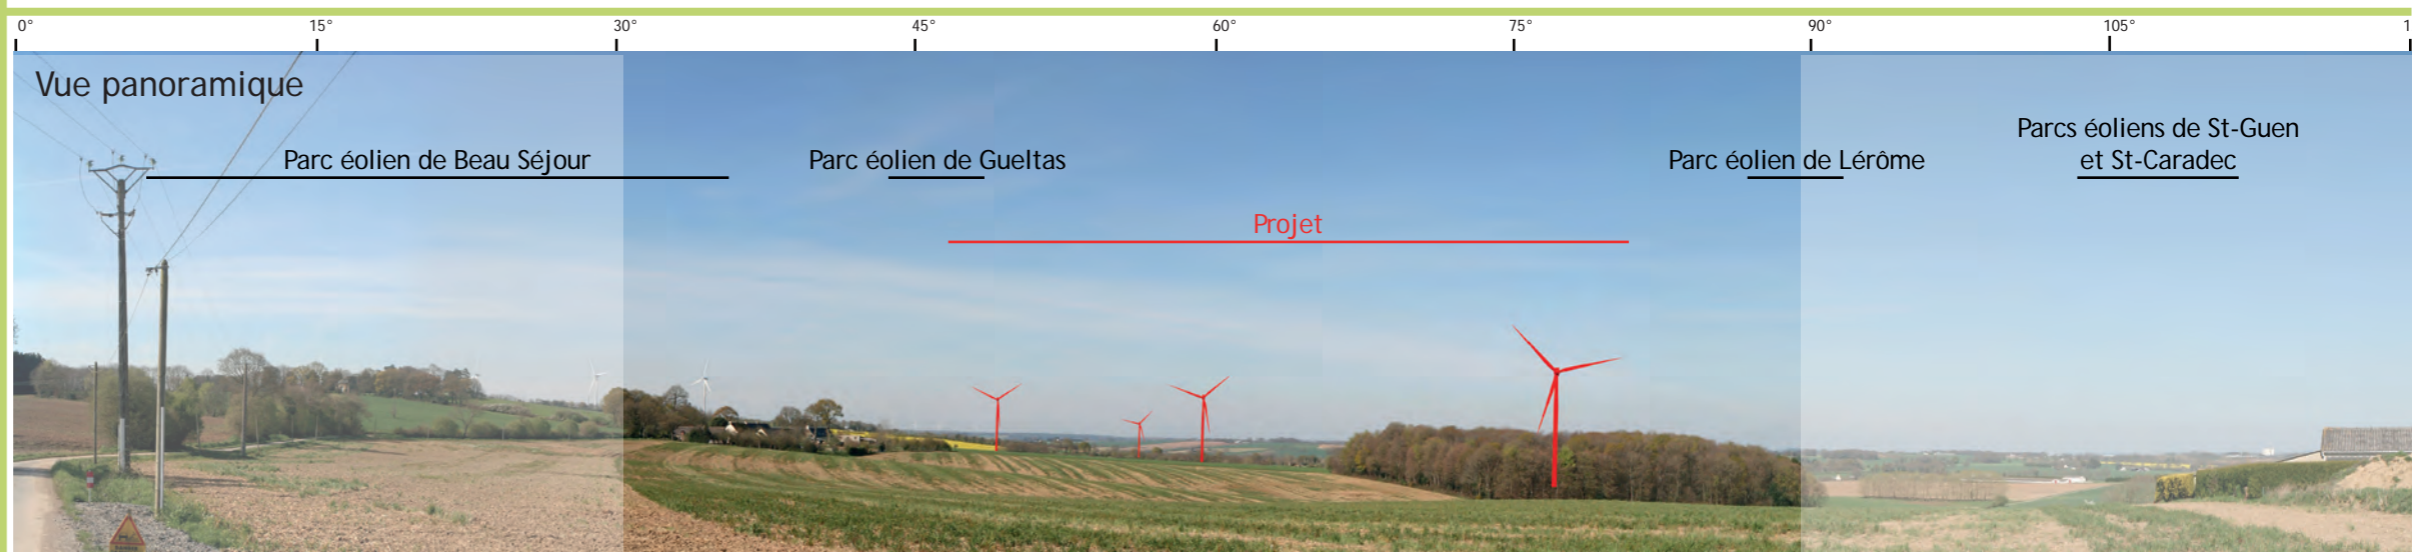 0° 15° 30° 45° 60° 75° 90° 105°
Vue panoramique
Parc éolien de Beau Séjour
Parc éolien de Gueltas
Parc éolien de Lérôme
Parcs éoliens de St-Guen
et St-Caradec
Projet